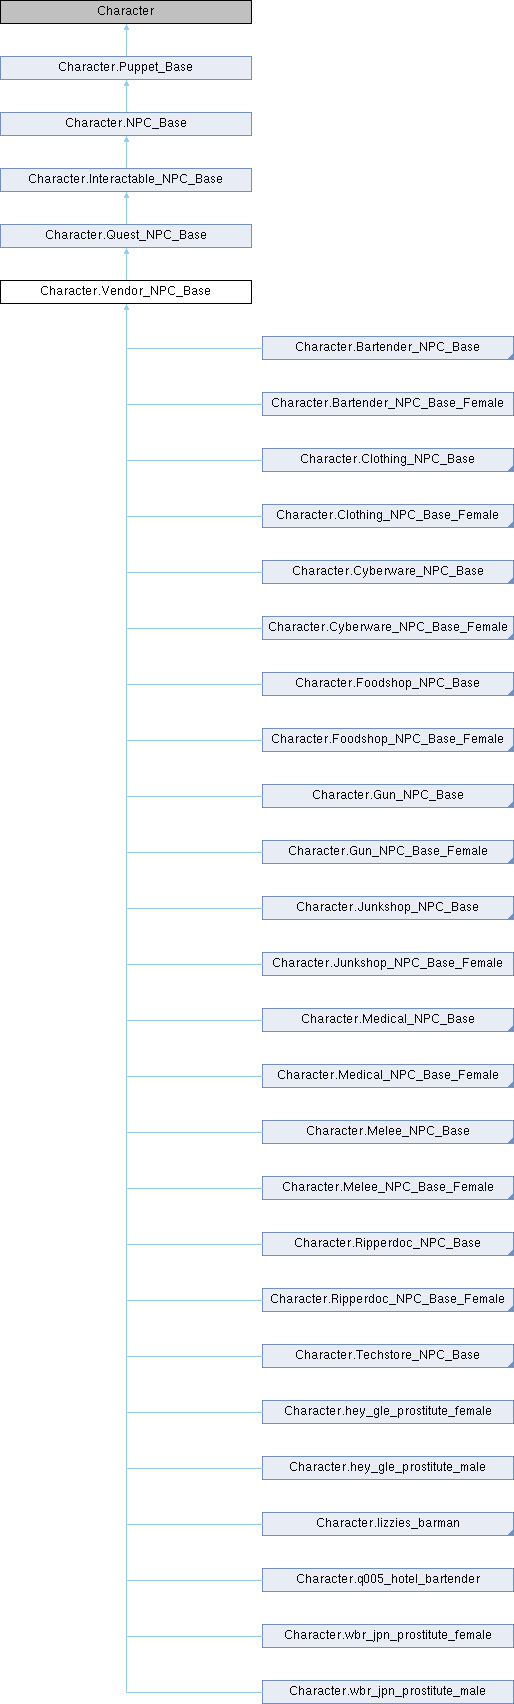 Character
Character.Puppet_Base
Character.NPC_Base
Character.Interactable_NPC_Base
Character.Quest_NPC_Base
Character.Vendor_NPC_Base
Character.Bartender_NPC_Base
Character.Bartender_NPC_Base_Female
Character.Clothing_NPC_Base
Character.Clothing_NPC_Base_Female
Character.Cyberware_NPC_Base
Character.Cyberware_NPC_Base_Female
Character.Foodshop_NPC_Base
Character.Foodshop_NPC_Base_Female
Character.Gun_NPC_Base
Character.Gun_NPC_Base_Female
Character.Junkshop_NPC_Base
Character.Junkshop_NPC_Base_Female
Character.Medical_NPC_Base
Character.Medical_NPC_Base_Female
Character.Melee_NPC_Base
Character.Melee_NPC_Base_Female
Character.Ripperdoc_NPC_Base
Character.Ripperdoc_NPC_Base_Female
Character.Techstore_NPC_Base
Character.hey_gle_prostitute_female
Character.hey_gle_prostitute_male
Character.lizzies_barman
Character.q005_hotel_bartender
Character.wbr_jpn_prostitute_female
Character.wbr_jpn_prostitute_male